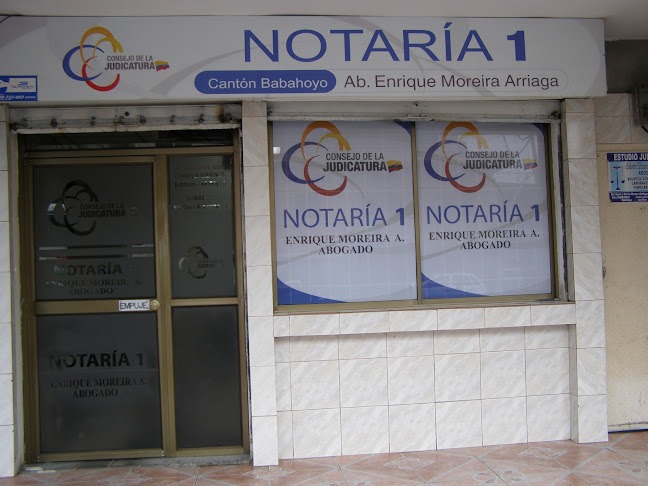 CONSEJO DE LA
JUDICATURA
NOTARÍA 1
Cantón Babahoyo
Ab. Enrique Moreira Arriaga
CONSEJO DE LA
JUDICATURA
NOTARÍA 1
ENRIQUE MOREIRA A.
ABOGADO
CONSEJO DE LA
JUDICATURA
NOTARÍA 1
ENRIQUE MOREIRA A.
ABOGADO
CONSEJO DE LA
JUDICATURA
NOTARÍA 1
ENRIQUE MOREIRA A.
ABOGADO
EMPUJE
NOTARÍA 1
ENRIQUE MOREIRA A.
ABOGADO
ESTUDIO JU